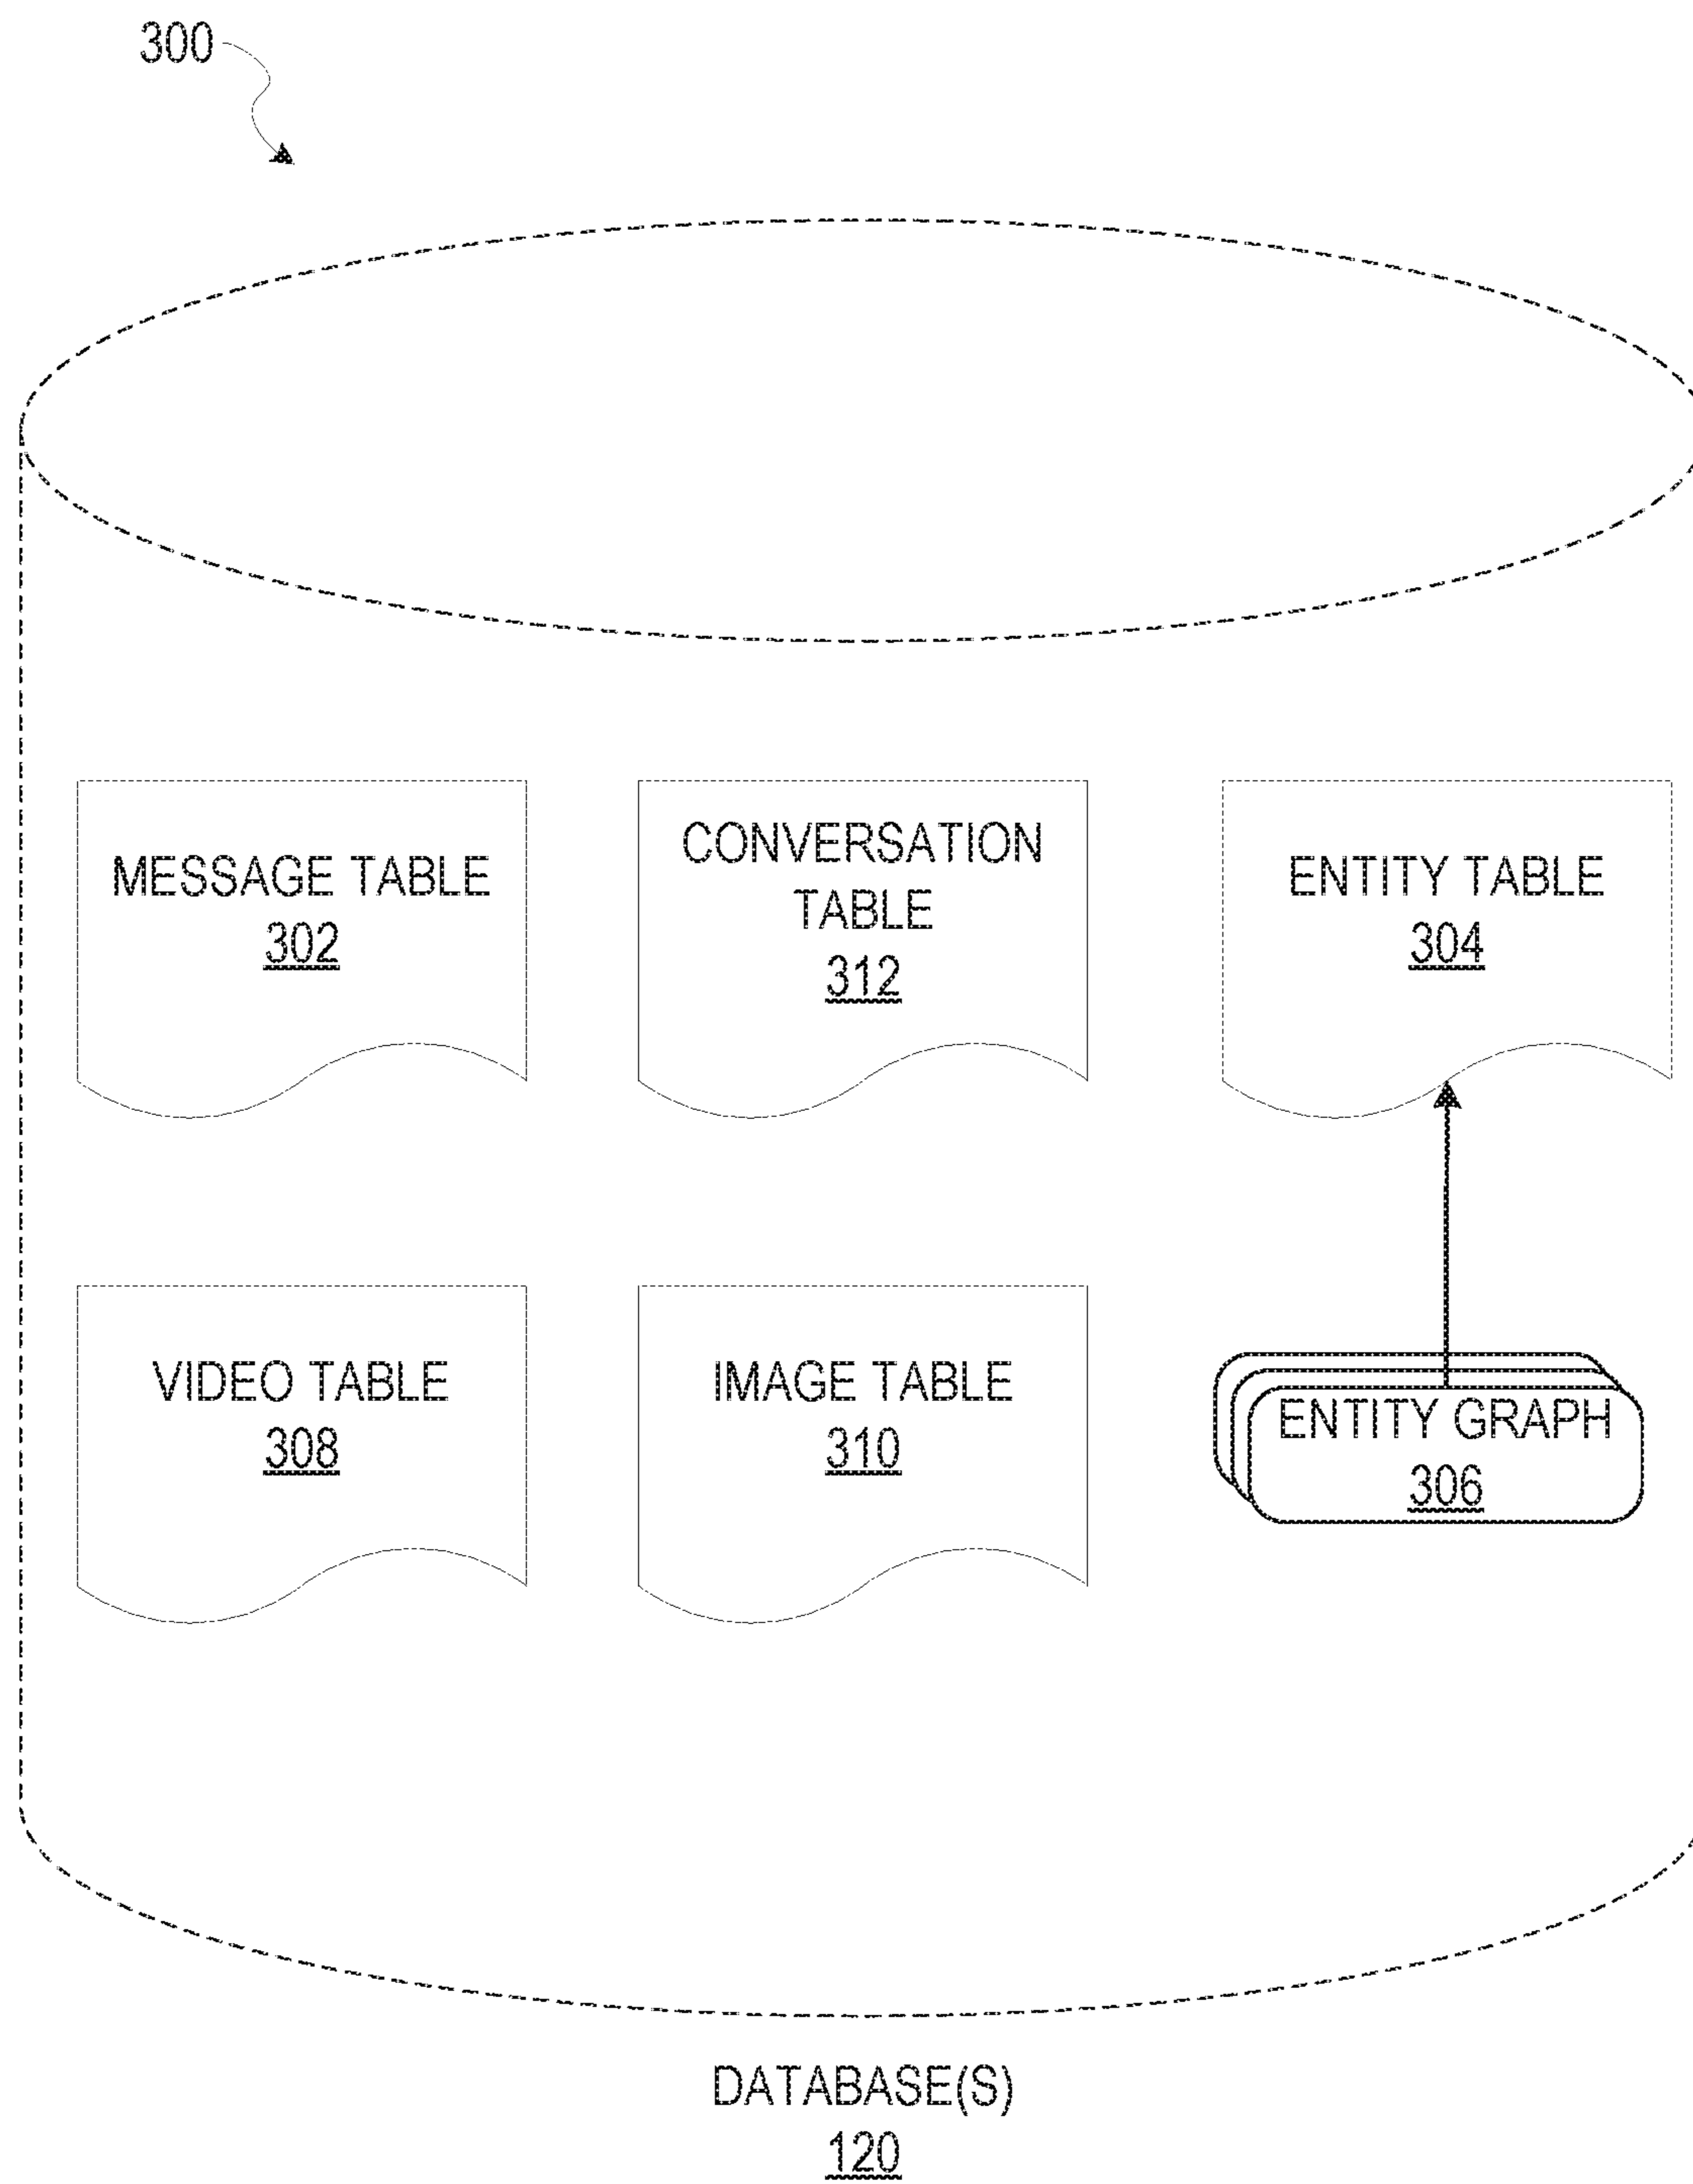 300
MESSAGE TABLE
302
CONVERSATION
TABLE
312
ENTITY TABLE
304
VIDEO TABLE
308
IMAGE TABLE
310
ENTITY GRAPH
306
DATABASE(S)
120